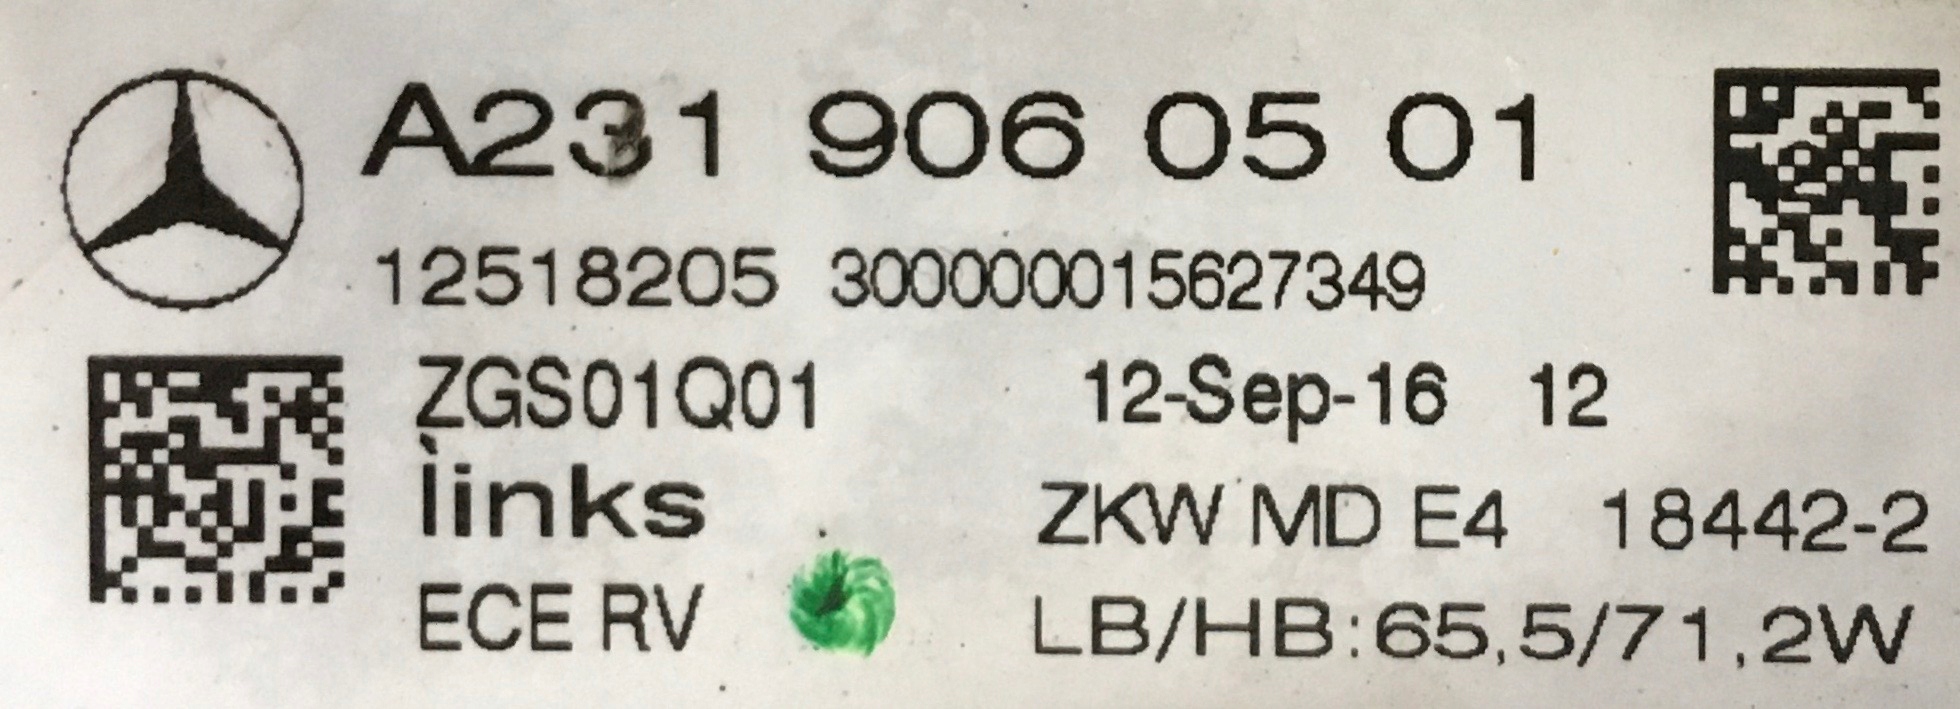 A231 906 05 01
12518205 300000015627349
ZGS01Q01 12-Sep-16 12
links ZKW MD E4 18442-2
ECE RV LB/HB:65,5/71,2W